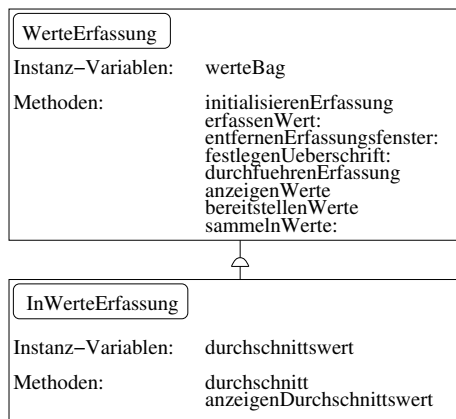 WerteErfassung
Instanz−Variablen: werteBag
Methoden: initialisierenErfassung
erfassenWert:
entfernenErfassungsfenster:
festlegenUeberschrift:
durchfuehrenErfassung
anzeigenWerte
bereitstellenWerte
sammelnWerte:
InWerteErfassung
Instanz−Variablen: durchschnittswert
Methoden: durchschnitt
anzeigenDurchschnittswert